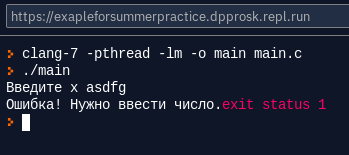 https://exapleforsummerpractice.dpprosk.repl.run
> clang-7 -pthread -lm -o main main.c
> ./main
Введите x asdfg
Ошибка! Нужно ввести число.exit status 1
>